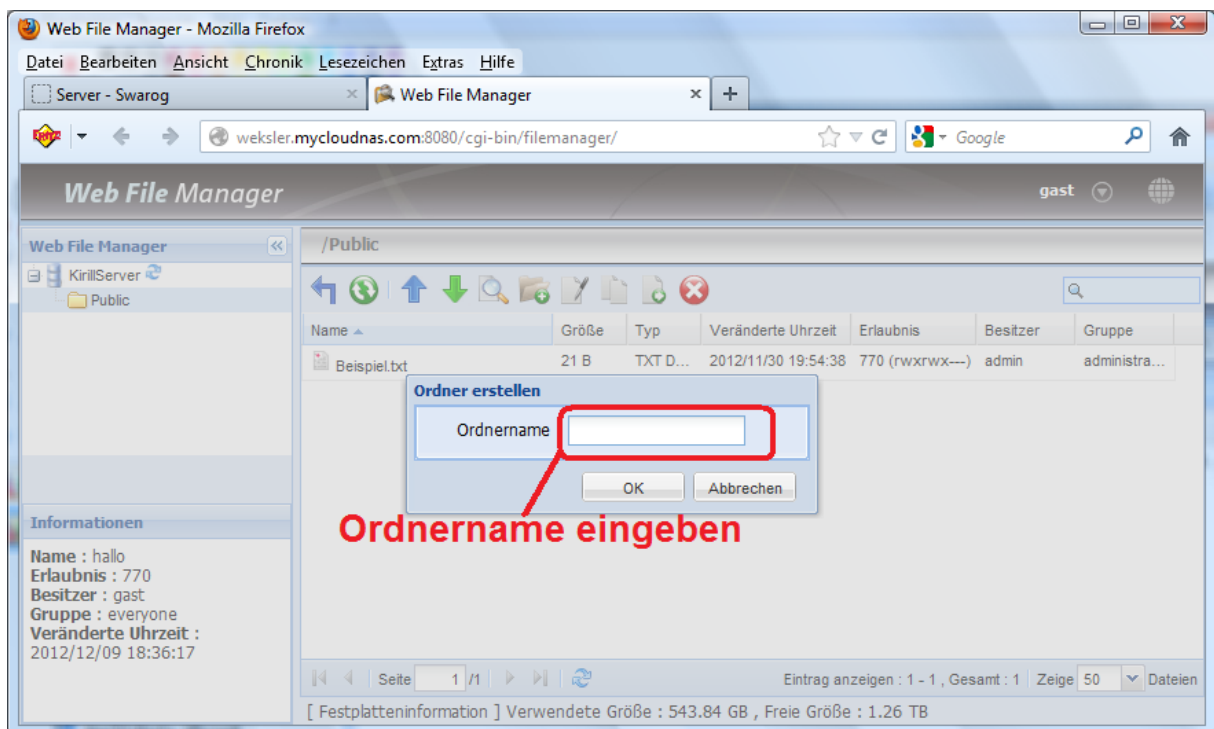 Web File Manager - Mozilla Firefox
Datei Bearbeiten Ansicht Chronik Lesezeichen Extras Hilfe
Server - Swarog
Web File Manager
weksler.mycloudnas.com:8080/cgi-bin/filemanager/
Google
Web File Manager
gast
Web File Manager
KirillServer
Public
/Public
Name Größe Typ Veränderte Uhrzeit Erlaubnis Besitzer Gruppe
Beispiel.txt 21 B TXT D... 2012/11/30 19:54:38 770 (rwxrwx---) admin administra...
Ordner erstellen
Ordnername
OK Abbrechen
Ordnername eingeben
Informationen
Name : hallo
Erlaubnis : 770
Besitzer : gast
Gruppe : everyone
Veränderte Uhrzeit :
2012/12/09 18:36:17
Seite 1 /1
Eintrag anzeigen : 1 - 1 , Gesamt : 1 Zeige 50 Dateien
[ Festplatteninformation ] Verwendete Größe : 543.84 GB , Freie Größe : 1.26 TB